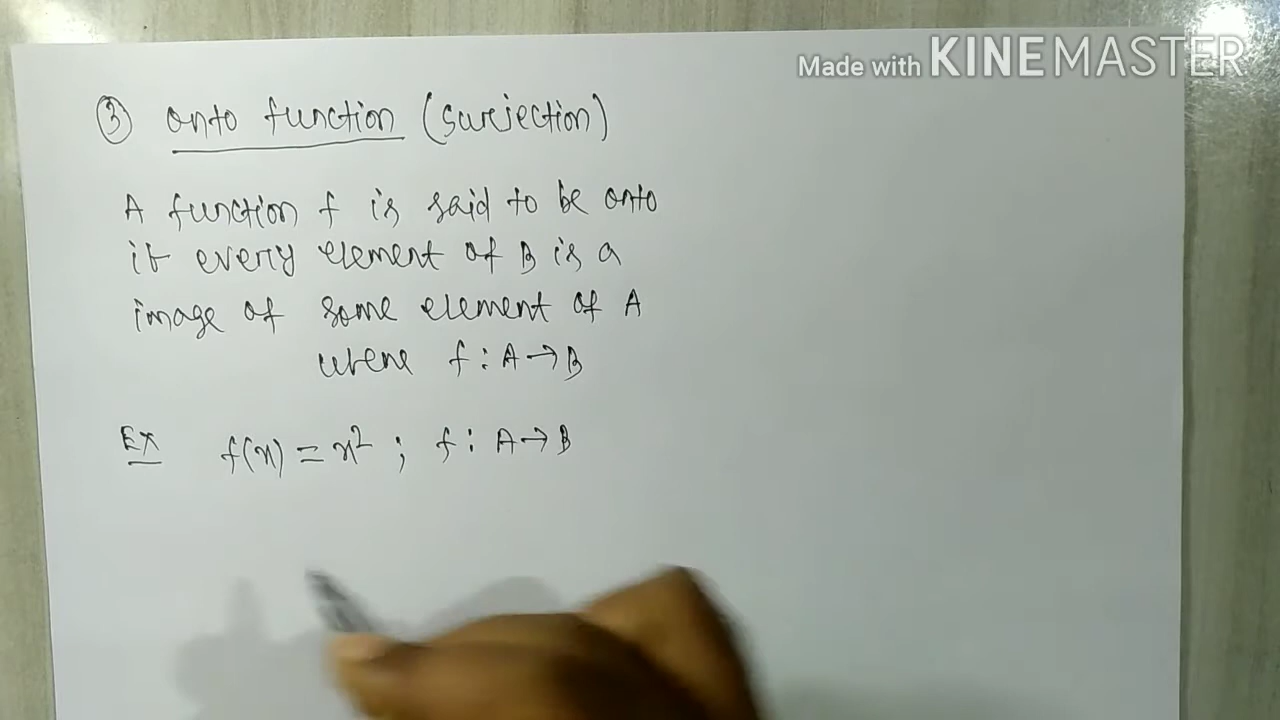 Made with KINEMASTER
③ onto function (surjection)
A function f is said to be onto
if every element of B is a
image of some element of A
where f : A → B
Ex f(x) = x² ; f : A → B